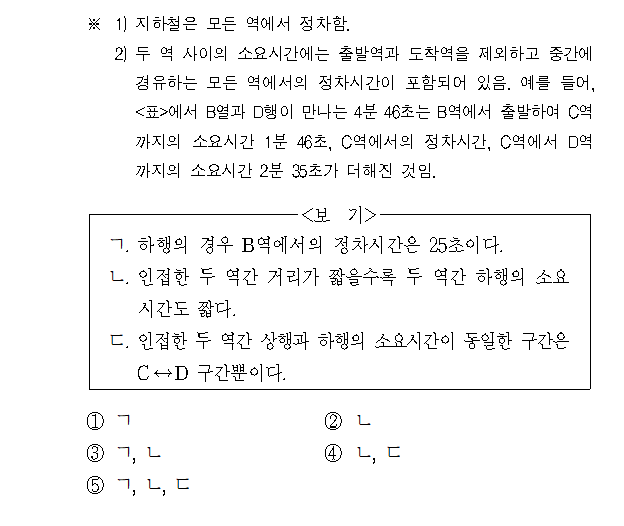 ※ 1) 지하철은 모든 역에서 정차함.
2) 두 역 사이의 소요시간에는 출발역과 도착역을 제외하고 중간에
경유하는 모든 역에서의 정차시간이 포함되어 있음. 예를 들어,
<표>에서 B열과 D행이 만나는 4분 46초는 B역에서 출발하여 C역
까지의 소요시간 1분 46초, C역에서의 정차시간, C역에서 D역
까지의 소요시간 2분 35초가 더해진 것임.
<보 기>
ㄱ. 하행의 경우 B역에서의 정차시간은 25초이다.
ㄴ. 인접한 두 역간 거리가 짧을수록 두 역간 하행의 소요
시간도 짧다.
ㄷ. 인접한 두 역간 상행과 하행의 소요시간이 동일한 구간은
C↔D 구간뿐이다.
① ㄱ ② ㄴ
③ ㄱ, ㄴ ④ ㄴ, ㄷ
⑤ ㄱ, ㄴ, ㄷ